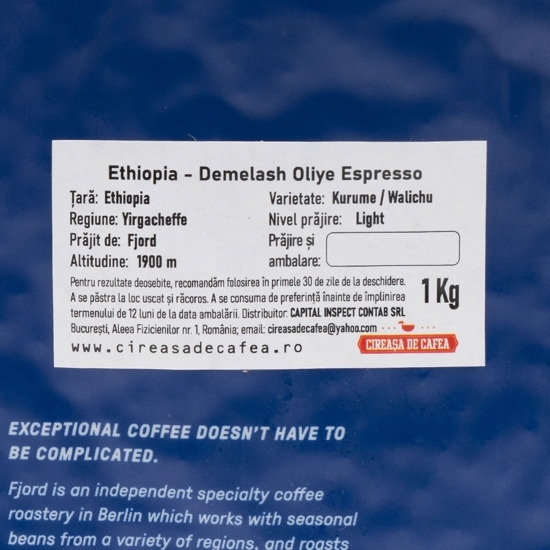 Ethiopia - Demelash Oliye Espresso
Țară: Ethiopia
Varietate: Kurume / Walichu
Regiune: Yirgacheffe
Nivel prăjire: Light
Prăjit de: Fjord
Prăjire și
ambalare:
Altitudine: 1900 m
Pentru rezultate deosebite, recomandăm folosirea în primele 30 de zile de la deschidere.
A se păstra la loc uscat și răcoros. A se consuma de preferință înainte de împlinirea
termenului de 12 luni de la data ambalării. Distribuitor: CAPITAL INSPECT CONTAB SRL
București, Aleea Fizicienilor nr. 1, România; email: cireasadecafea@yahoo.com
1 Kg
www.cireasadecafea.ro
CIREAȘA DE CAFEA
EXCEPTIONAL COFFEE DOESN'T HAVE TO
BE COMPLICATED.
Fjord is an independent specialty coffee
roastery in Berlin which works with seasonal
beans from a variety of regions, and roasts